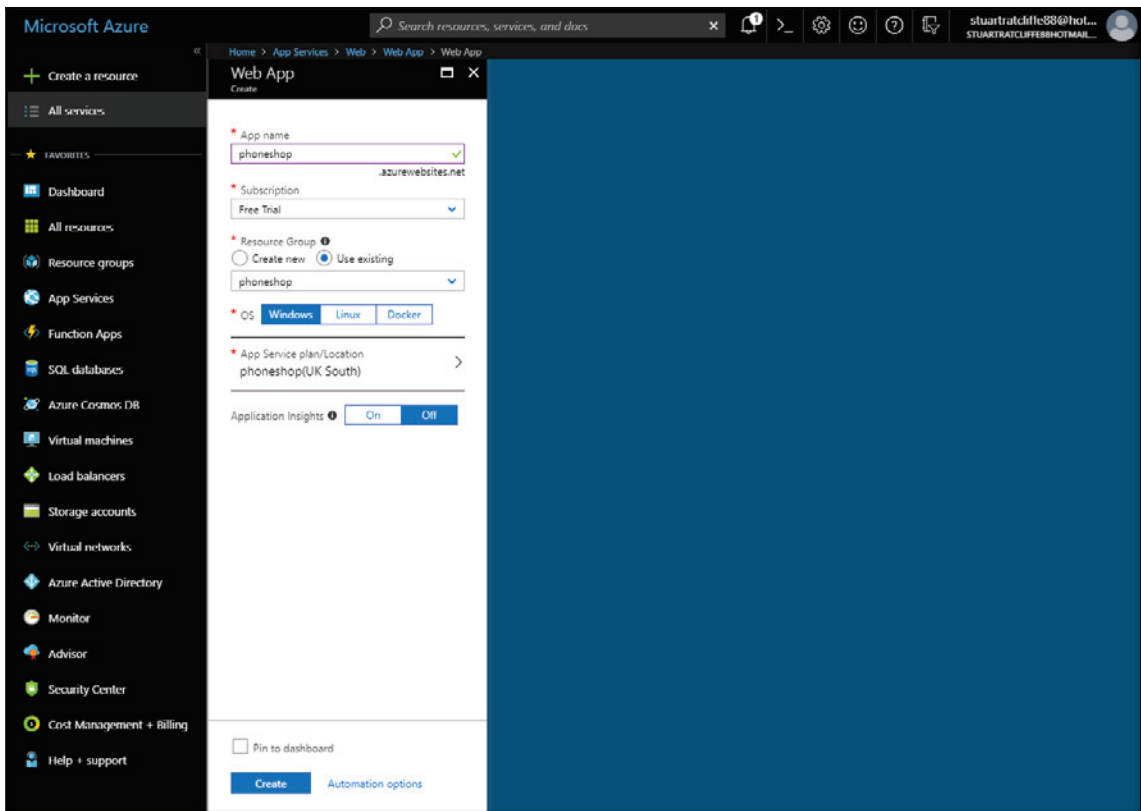 Microsoft Azure
Search resources, services, and docs
1
stuartratcliffe88@hot...
STUARTRATCLIFFE88HOTMAIL...
Home > App Services > Web > Web App > Web App
Create a resource
All services
FAVORITES
Dashboard
All resources
Resource groups
App Services
Function Apps
SQL databases
Azure Cosmos DB
Virtual machines
Load balancers
Storage accounts
Virtual networks
Azure Active Directory
Monitor
Advisor
Security Center
Cost Management + Billing
Help + support
Web App
Create
* App name
phoneshop
.azurewebsites.net
* Subscription
Free Trial
* Resource Group
Create new Use existing
phoneshop
* OS Windows Linux Docker
* App Service plan/Location
phoneshop(UK South)
Application Insights On Off
Pin to dashboard
Create Automation options